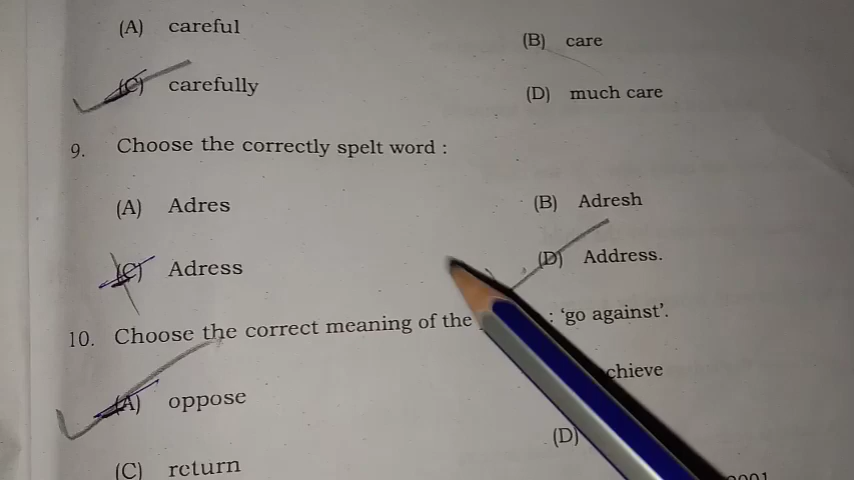 (A) careful
(B) care
(C) carefully
(D) much care
9. Choose the correctly spelt word :
(A) Adres
(B) Adresh
(C) Adress
(D) Address.
10. Choose the correct meaning of the : 'go against'.
(A) oppose
(C) return
(D)